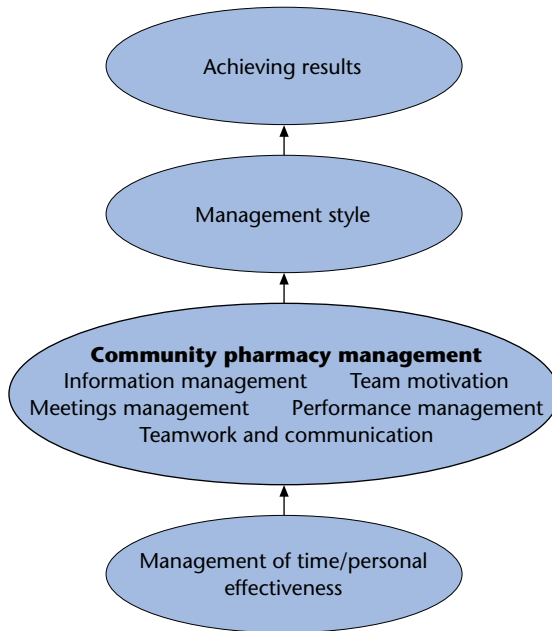 Achieving results
Management style
Community pharmacy management
Information management Team motivation
Meetings management Performance management
Teamwork and communication
Management of time/personal
effectiveness